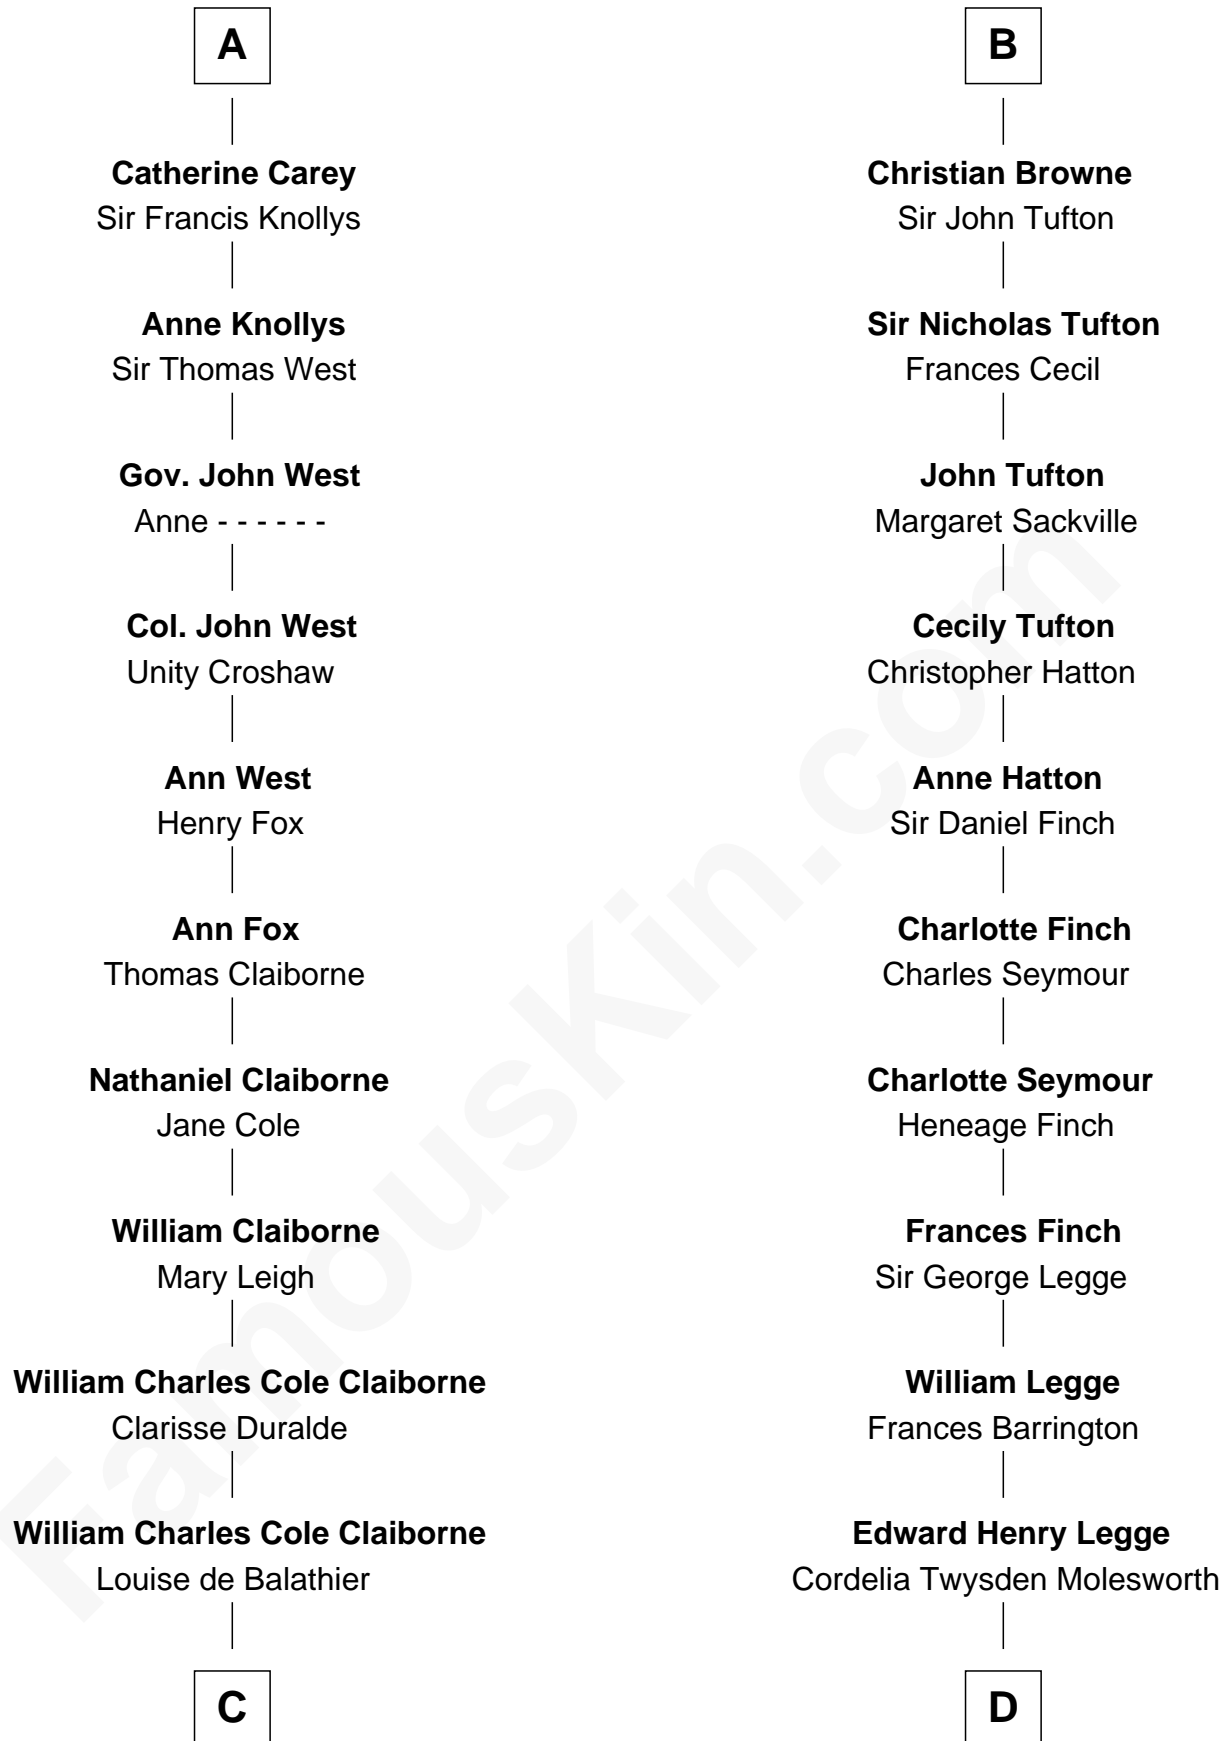 A
Catherine Carey
Sir Francis Knollys
Anne Knollys
Sir Thomas West
Gov. John West
Anne - - - - - -
Col. John West
Unity Croshaw
Ann West
Henry Fox
Ann Fox
Thomas Claiborne
Nathaniel Claiborne
Jane Cole
William Claiborne
Mary Leigh
William Charles Cole Claiborne
Clarisse Duralde
William Charles Cole Claiborne
Louise de Balathier
C
B
Christian Browne
Sir John Tufton
Sir Nicholas Tufton
Frances Cecil
John Tufton
Margaret Sackville
Cecily Tufton
Christopher Hatton
Anne Hatton
Sir Daniel Finch
Charlotte Finch
Charles Seymour
Charlotte Seymour
Heneage Finch
Frances Finch
Sir George Legge
William Legge
Frances Barrington
Edward Henry Legge
Cordelia Twysden Molesworth
D
FamousKin.com